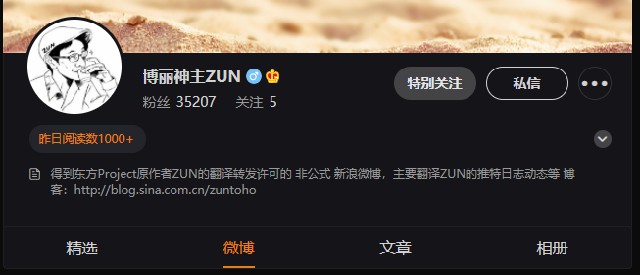 ZUN
博丽神主ZUN
特别关注
私信
粉丝 35207 关注 5
昨日阅读数1000+
得到东方Project原作者ZUN的翻译转发许可的 非公式 新浪微博，主要翻译ZUN的推特日志动态等 博
客：http://blog.sina.com.cn/zuntoho
精选 微博 文章 相册